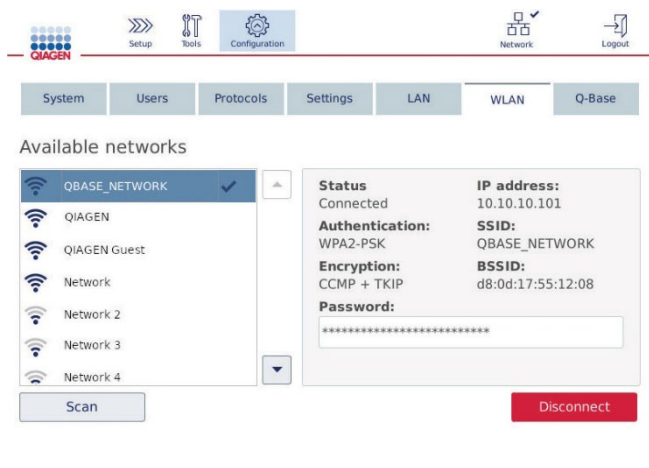 QIAGEN
Setup
Tools
Configuration
Network
Logout
System Users Protocols Settings LAN WLAN Q-Base
Available networks
QBASE_NETWORK
QIAGEN
QIAGEN Guest
Network
Network 2
Network 3
Network 4
Scan
Status
Connected
Authentication:
WPA2-PSK
Encryption:
CCMP + TKIP
IP address:
10.10.10.101
SSID:
QBASE_NETWORK
BSSID:
d8:0d:17:55:12:08
Password:
**************************
Disconnect